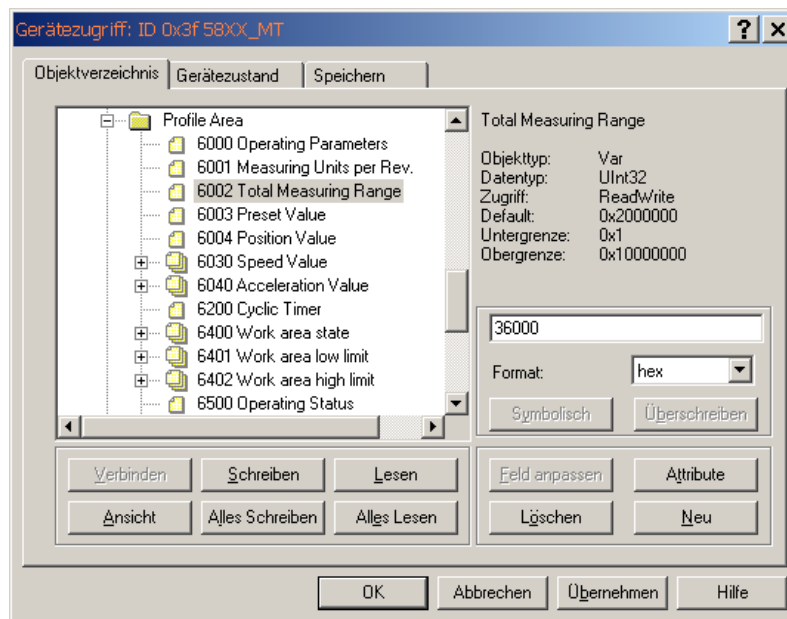 Gerätezugriff: ID 0x3f 58XX_MT
Objektverzeichnis Gerätezustand Speichern
Profile Area
6000 Operating Parameters
6001 Measuring Units per Rev.
6002 Total Measuring Range
6003 Preset Value
6004 Position Value
6030 Speed Value
6040 Acceleration Value
6200 Cyclic Timer
6400 Work area state
6401 Work area low limit
6402 Work area high limit
6500 Operating Status
Total Measuring Range
Objekttyp: Var
Datentyp: UInt32
Zugriff: ReadWrite
Default: 0x2000000
Untergrenze: 0x1
Obergrenze: 0x10000000
36000
Format: hex
Symbolisch Überschreiben
Verbinden Schreiben Lesen
Ansicht Alles Schreiben Alles Lesen
Feld anpassen Attribute
Löschen Neu
OK Abbrechen Übernehmen Hilfe